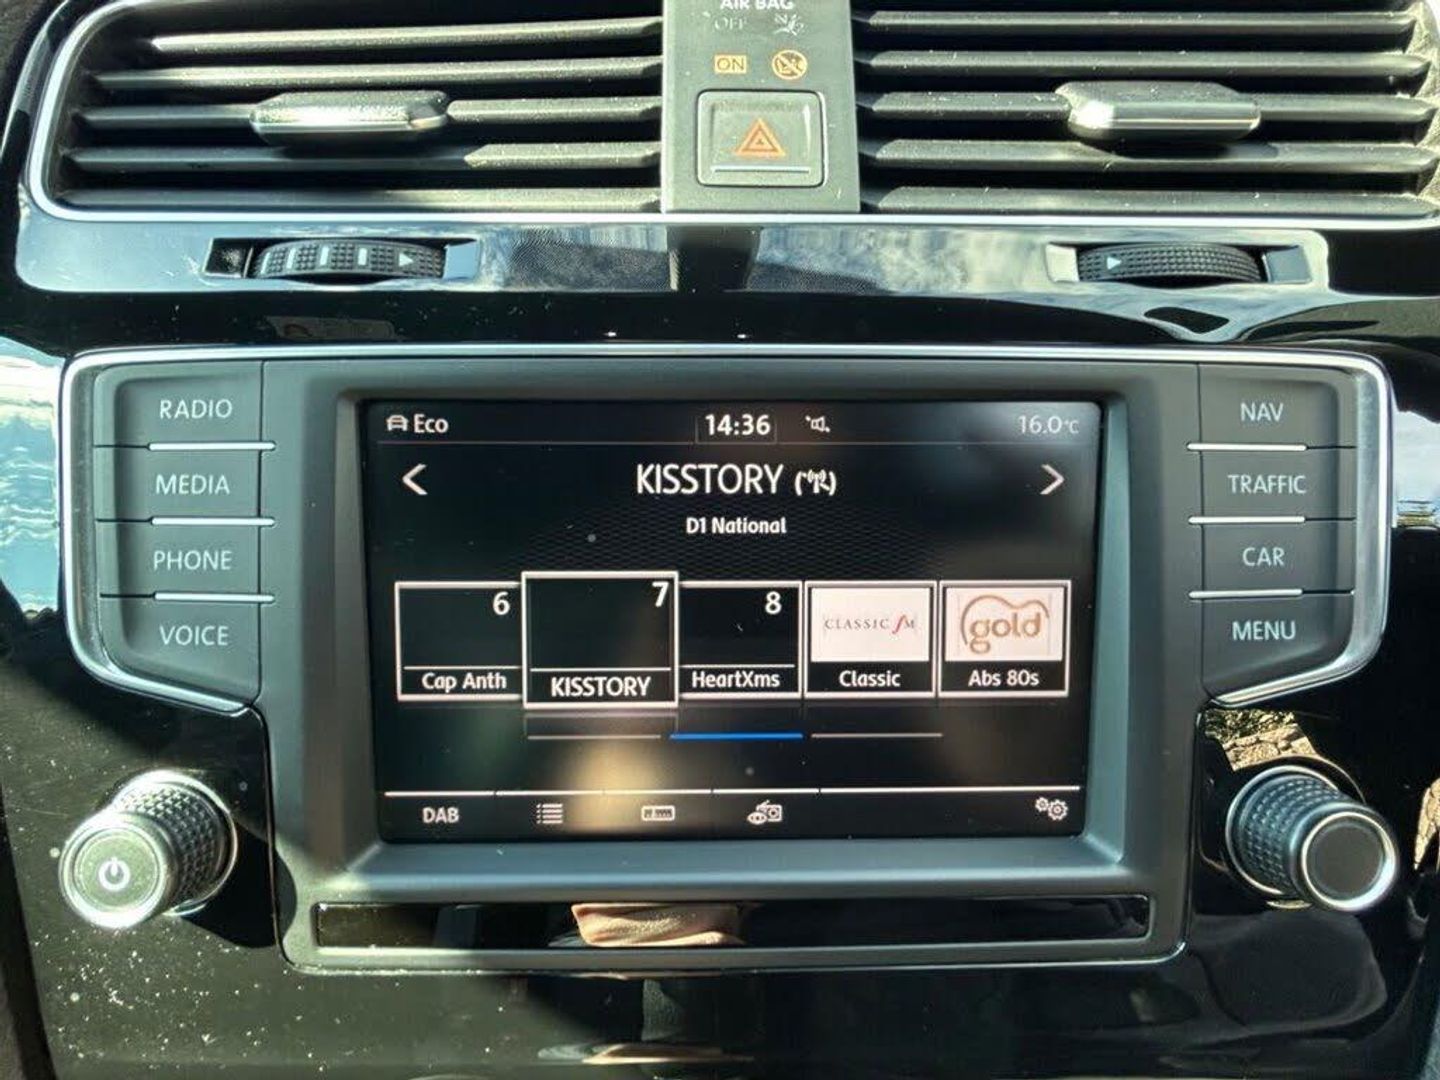 AIR BAG
OFF
ON
RADIO
MEDIA
PHONE
VOICE
Eco
14:36
16.0°C
KISSTORY
D1 National
6
7
8
CLASSIC fM
gold
Cap Anth
KISSTORY
HeartXms
Classic
Abs 80s
DAB
NAV
TRAFFIC
CAR
MENU